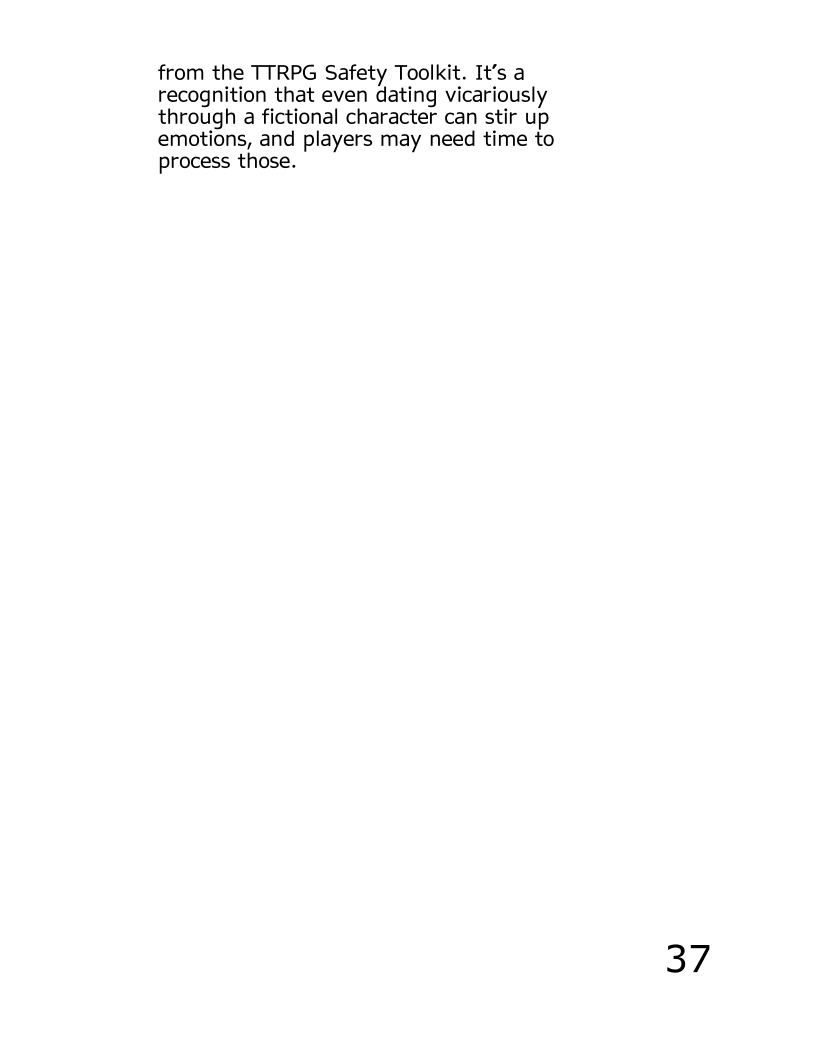 from the TTRPG Safety Toolkit. It's a
recognition that even dating vicariously
through a fictional character can stir up
emotions, and players may need time to
process those.
37